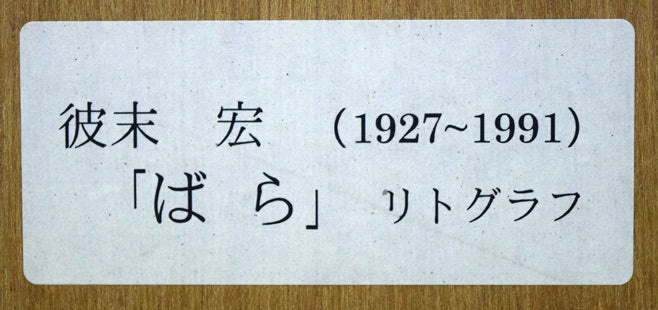 彼末　宏　（1927~1991）
「ば ら」　リトグラフ